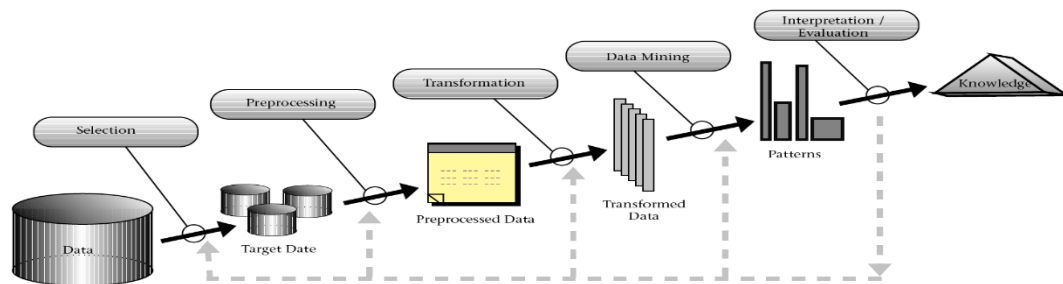 Interpretation /
Evaluation
Data Mining
Transformation
Preprocessing
Selection
Data
Target Date
Preprocessed Data
Transformed
Data
Patterns
Knowledge